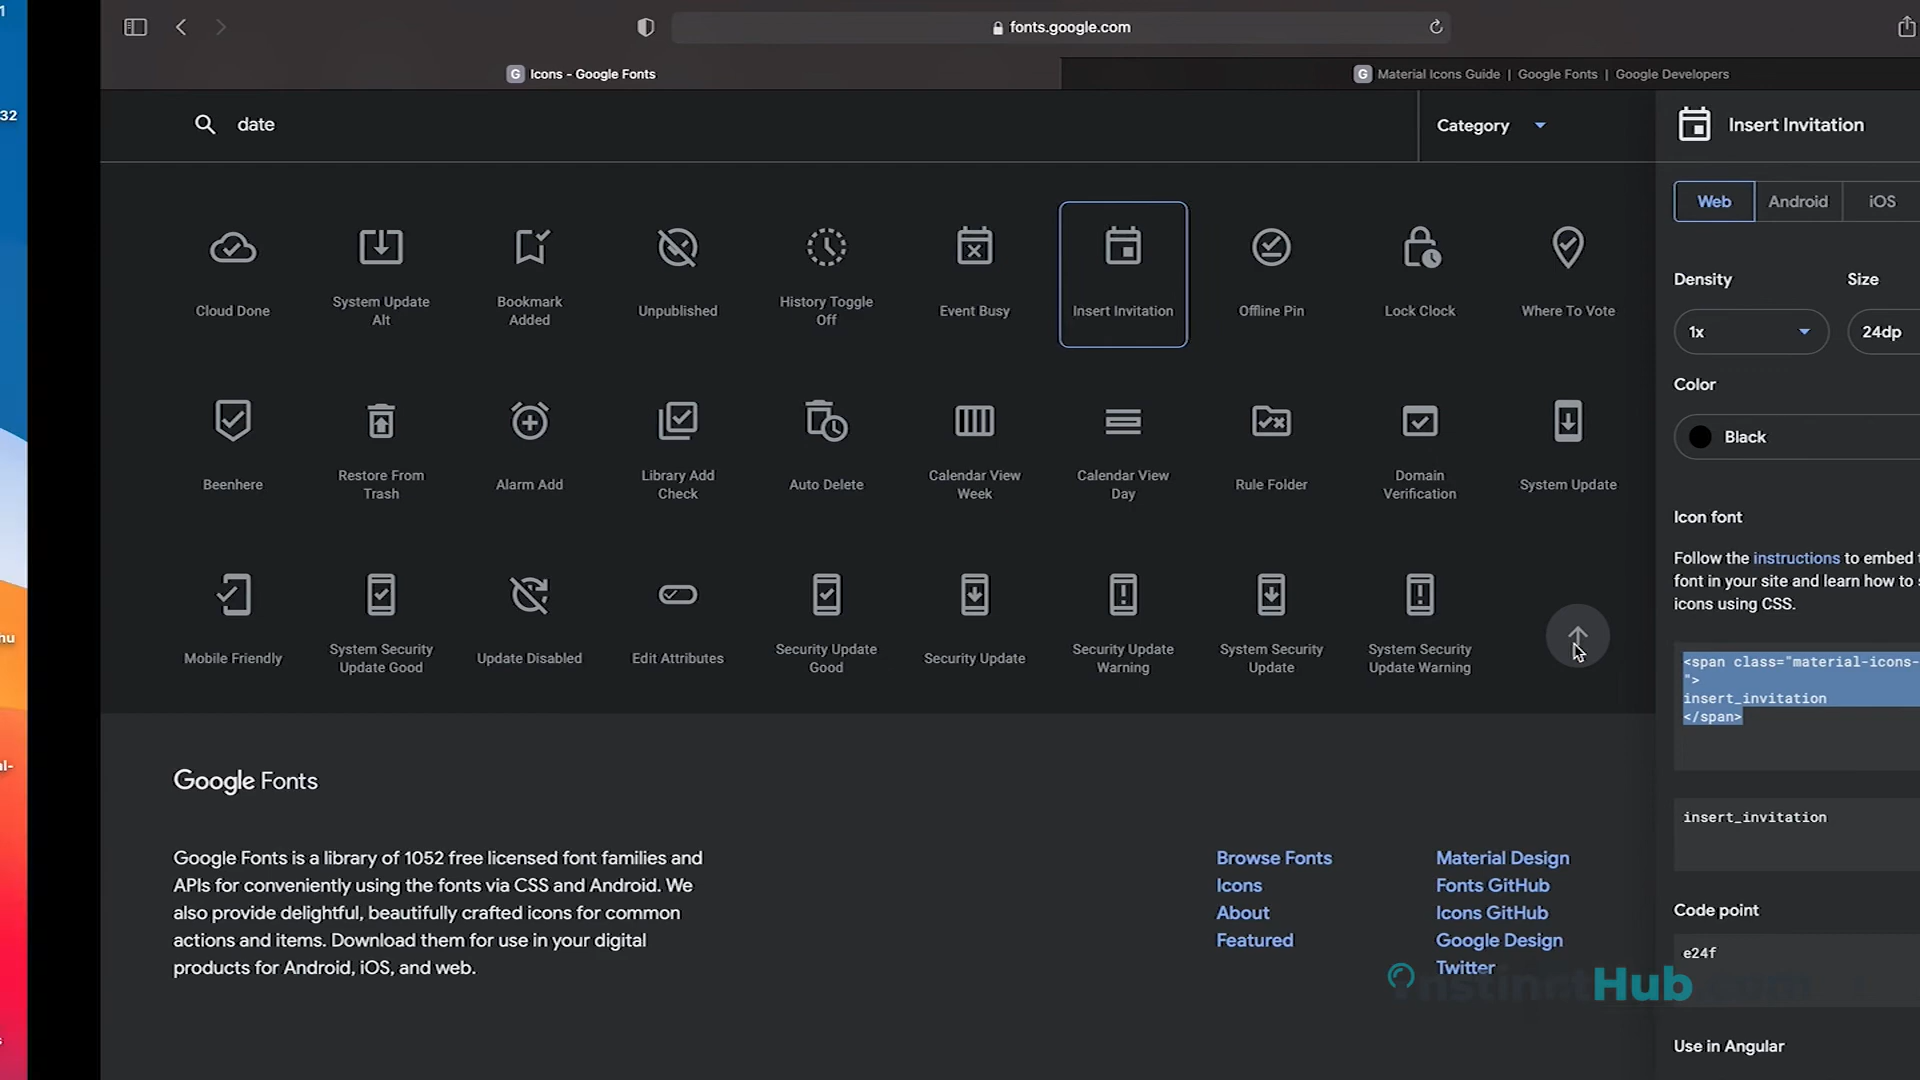 1
fonts.google.com
G Icons - Google Fonts
G Material Icons Guide | Google Fonts | Google Developers
32
date
Category
Insert Invitation
Web Android iOS
Density Size
1x 24dp
Color
Black
Cloud Done
System Update
Alt
Bookmark
Added
Unpublished
History Toggle
Off
Event Busy
Insert Invitation
Offline Pin
Lock Clock
Where To Vote
Beenhere
Restore From
Trash
Alarm Add
Library Add
Check
Auto Delete
Calendar View
Week
Calendar View
Day
Rule Folder
Domain
Verification
System Update
Mobile Friendly
System Security
Update Good
Update Disabled
Edit Attributes
Security Update
Good
Security Update
Security Update
Warning
System Security
Update
System Security
Update Warning
Icon font
Follow the instructions to embed
font in your site and learn how to
icons using CSS.
<span class="material-icons-
">
insert_invitation
</span>
insert_invitation
Code point
e24f
Use in Angular
hu
al-
s
Google Fonts
Google Fonts is a library of 1052 free licensed font families and
APIs for conveniently using the fonts via CSS and Android. We
also provide delightful, beautifully crafted icons for common
actions and items. Download them for use in your digital
products for Android, iOS, and web.
Browse Fonts
Icons
About
Featured
Material Design
Fonts GitHub
Icons GitHub
Google Design
Twitter
instinctHub.com